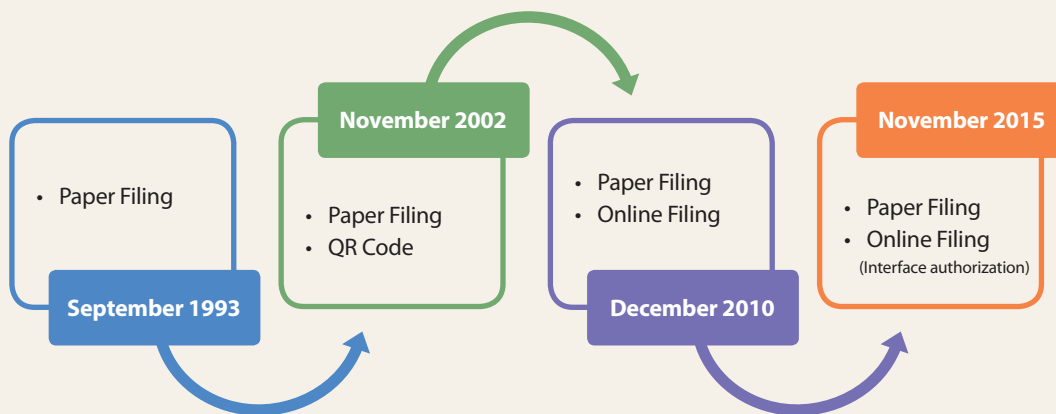 • Paper Filing
September 1993
November 2002
• Paper Filing
• QR Code
• Paper Filing
• Online Filing
December 2010
November 2015
• Paper Filing
• Online Filing
(Interface authorization)